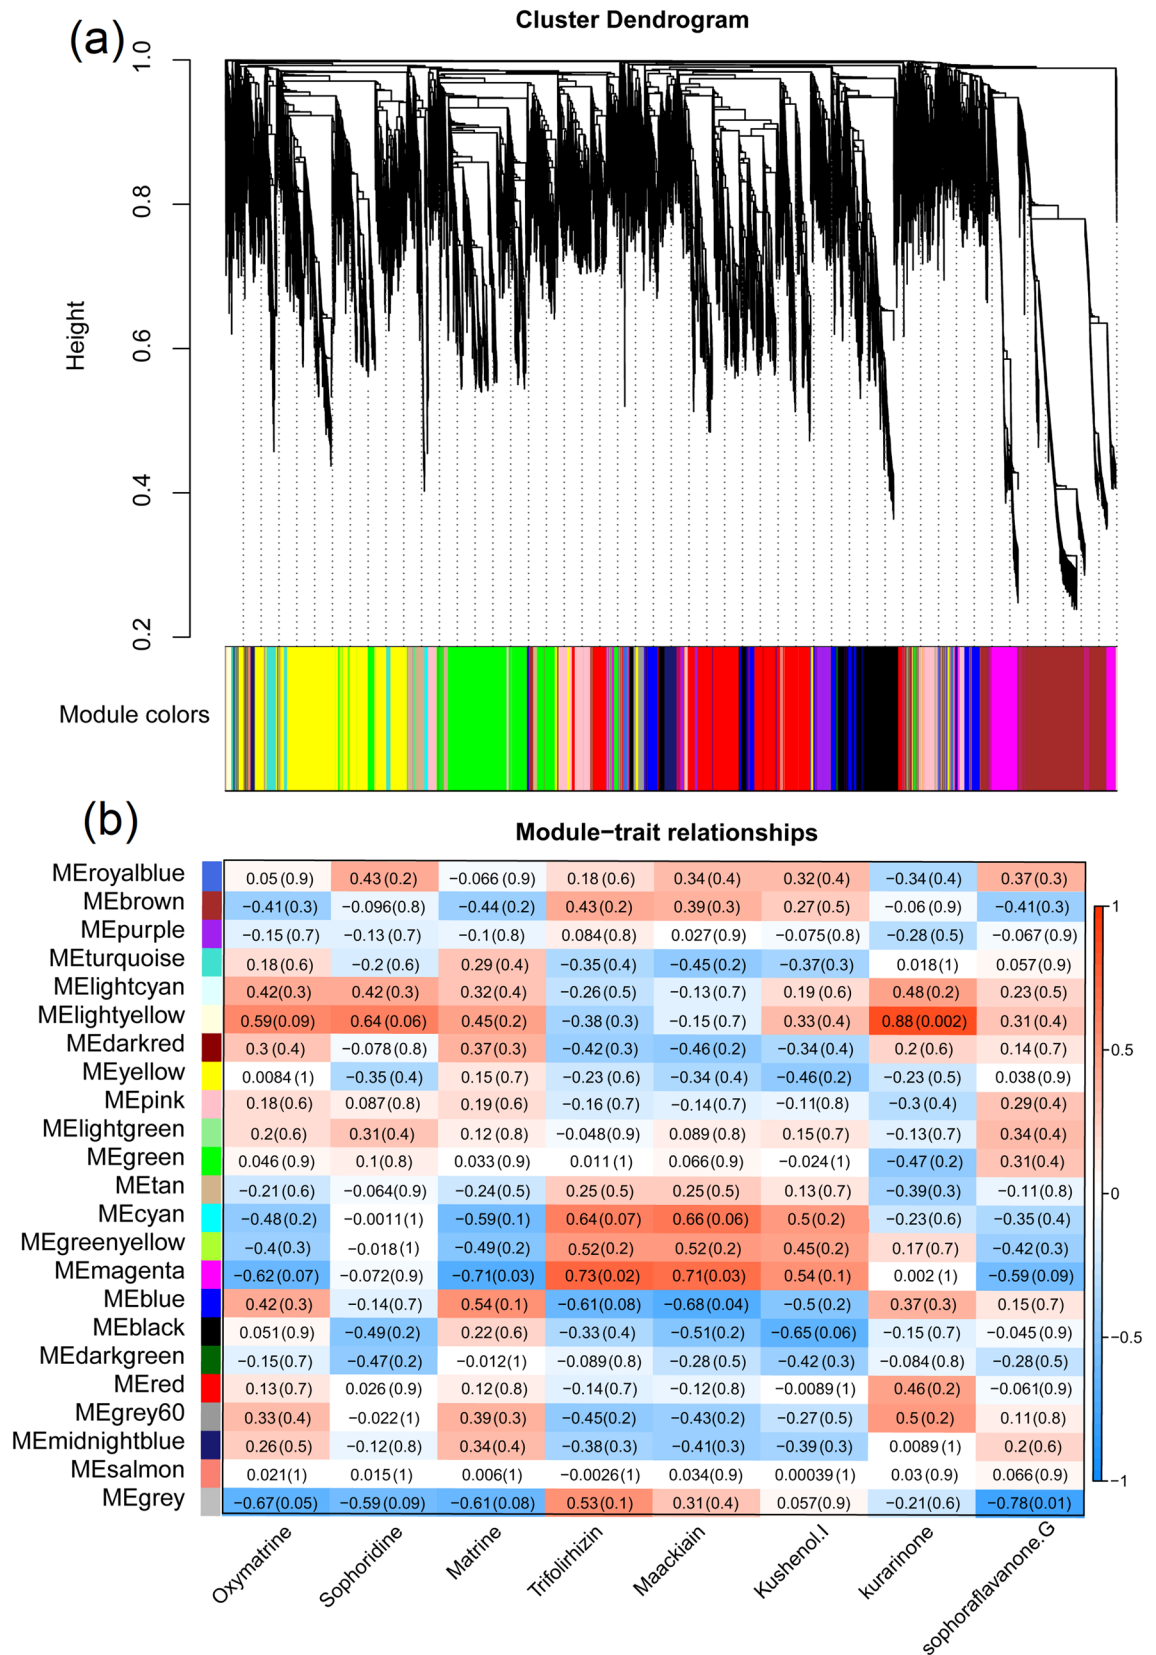 (a)
Cluster Dendrogram
1.0
0.8
0.6
0.4
0.2
Height
Module colors
(b)
Module−trait relationships
MEroyalblue 0.05 (0.9) 0.43 (0.2) −0.066 (0.9) 0.18 (0.6) 0.34 (0.4) 0.32 (0.4) −0.34 (0.4) 0.37 (0.3)
MEbrown −0.41 (0.3) −0.096(0.8) −0.44 (0.2) 0.43 (0.2) 0.39 (0.3) 0.27 (0.5) −0.06 (0.9) −0.41(0.3)
MEpurple −0.15 (0.7) −0.13 (0.7) −0.1(0.8) 0.084(0.8) 0.027(0.9) −0.075(0.8) −0.28 (0.5) −0.067(0.9)
MEturquoise 0.18 (0.6) −0.2 (0.6) 0.29 (0.4) −0.35 (0.4) −0.45 (0.2) −0.37(0.3) 0.018(1) 0.057(0.9)
MElightcyan 0.42(0.3) 0.42 (0.3) 0.32 (0.4) −0.26 (0.5) −0.13 (0.7) 0.19 (0.6) 0.48 (0.2) 0.23 (0.5)
MElightyellow 0.59(0.09) 0.64 (0.06) 0.45(0.2) −0.38 (0.3) −0.15 (0.7) 0.33 (0.4) 0.88 (0.002) 0.31 (0.4)
MEdarkred 0.3 (0.4) −0.078 (0.8) 0.37(0.3) −0.42 (0.3) −0.46 (0.2) −0.34 (0.4) 0.2 (0.6) 0.14 (0.7)
MEyellow 0.0084 (1) −0.35 (0.4) 0.15 (0.7) −0.23 (0.6) −0.34 (0.4) −0.46(0.2) −0.23 (0.5) 0.038(0.9)
MEpink 0.18 (0.6) 0.087 (0.8) 0.19 (0.6) −0.16 (0.7) −0.14(0.7) −0.11(0.8) −0.3 (0.4) 0.29(0.4)
MElightgreen 0.2(0.6) 0.31(0.4) 0.12 (0.8) −0.048(0.9) 0.089 (0.8) 0.15(0.7) −0.13(0.7) 0.34 (0.4)
MEgreen 0.046 (0.9) 0.1(0.8) 0.033(0.9) 0.011 (1) 0.066(0.9) −0.024(1) −0.47 (0.2) 0.31(0.4)
MEtan −0.21 (0.6) −0.064(0.9) −0.24(0.5) 0.25 (0.5) 0.25 (0.5) 0.13(0.7) −0.39(0.3) −0.11(0.8)
MEcyan −0.48 (0.2) −0.0011(1) −0.59(0.1) 0.64 (0.07) 0.66 (0.06) 0.5(0.2) −0.23 (0.6) −0.35 (0.4)
MEgreenyellow −0.4(0.3) −0.018 (1) −0.49 (0.2) 0.52 (0.2) 0.52 (0.2) 0.45 (0.2) 0.17 (0.7) −0.42 (0.3)
MEmagenta −0.62 (0.07) −0.072(0.9) −0.71(0.03) 0.73 (0.02) 0.71(0.03) 0.54 (0.1) 0.002 (1) −0.59 (0.09)
MEblue 0.42 (0.3) −0.14(0.7) 0.54 (0.1) −0.61(0.08) −0.68(0.04) −0.5 (0.2) 0.37(0.3) 0.15(0.7)
MEblack 0.051(0.9) −0.49 (0.2) 0.22 (0.6) −0.33 (0.4) −0.51 (0.2) −0.65 (0.06) −0.15 (0.7) −0.045(0.9)
MEdarkgreen −0.15(0.7) −0.47 (0.2) −0.012(1) −0.089(0.8) −0.28 (0.5) −0.42 (0.3) −0.084 (0.8) −0.28(0.5)
MEred 0.13 (0.7) 0.026 (0.9) 0.12 (0.8) −0.14(0.7) −0.12 (0.8) −0.0089 (1) 0.46 (0.2) −0.061(0.9)
MEgrey60 0.33 (0.4) −0.022(1) 0.39 (0.3) −0.45(0.2) −0.43(0.2) −0.27 (0.5) 0.5 (0.2) 0.11(0.8)
MEmidnightblue 0.26 (0.5) −0.12(0.8) 0.34 (0.4) −0.38(0.3) −0.41(0.3) −0.39 (0.3) 0.0089 (1) 0.2 (0.6)
MEsalmon 0.021(1) 0.015 (1) 0.006(1) −0.0026(1) 0.034(0.9) 0.00039 (1) 0.03 (0.9) 0.066(0.9)
MEgrey −0.67(0.05) −0.59 (0.09) −0.61 (0.08) 0.53(0.1) 0.31 (0.4) 0.057(0.9) −0.21(0.6) −0.78(0.01)
1
0.5
0
−0.5
−1
Oxymatrine Sophoridine Matrine Trifolirhizin Maackiain Kushenol.I kurarinone sophoraflavanone.G